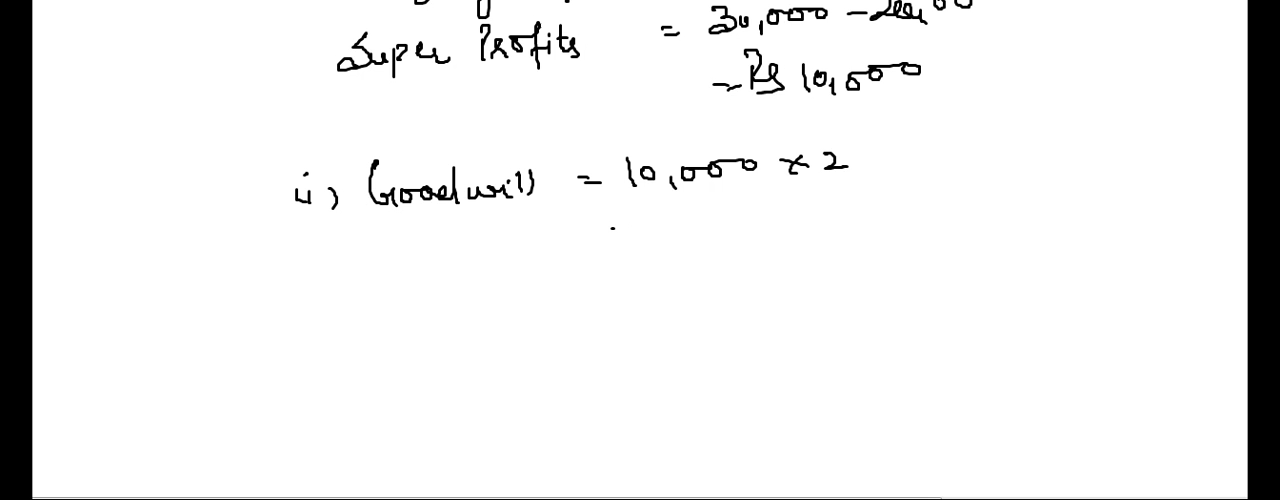 Super Profits = 30,000 -
= Rs 10,000
ii) Goodwill = 10,000 × 2